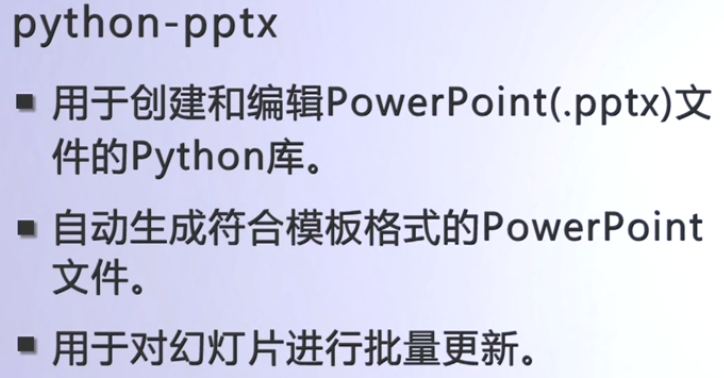 python-pptx
■ 用于创建和编辑PowerPoint(.pptx)文
件的Python库。
■ 自动生成符合模板格式的PowerPoint
文件。
■ 用于对幻灯片进行批量更新。